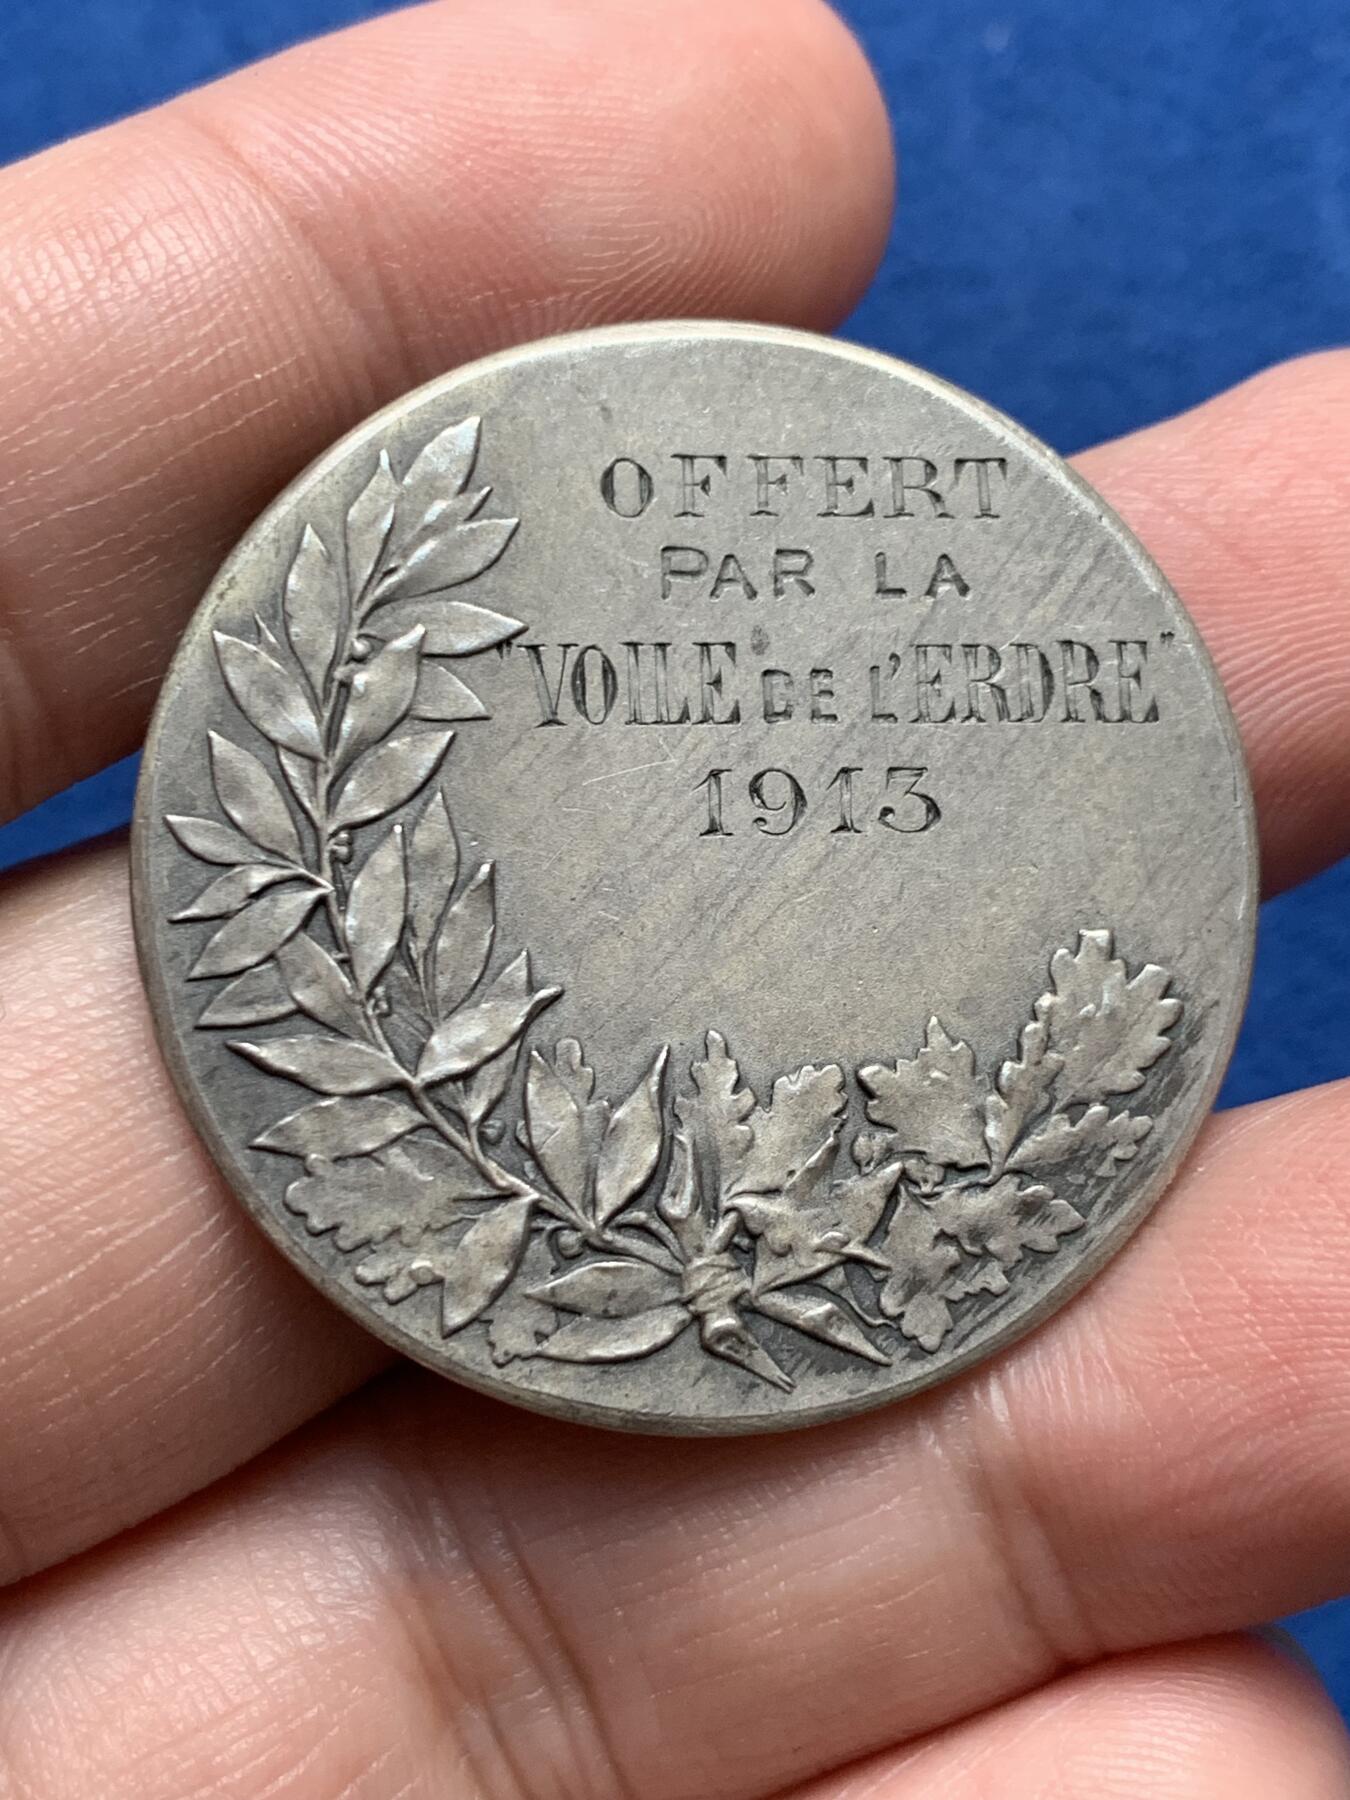 OFFERT
PAR LA
"VOILE DE L'ERDRE"
1913